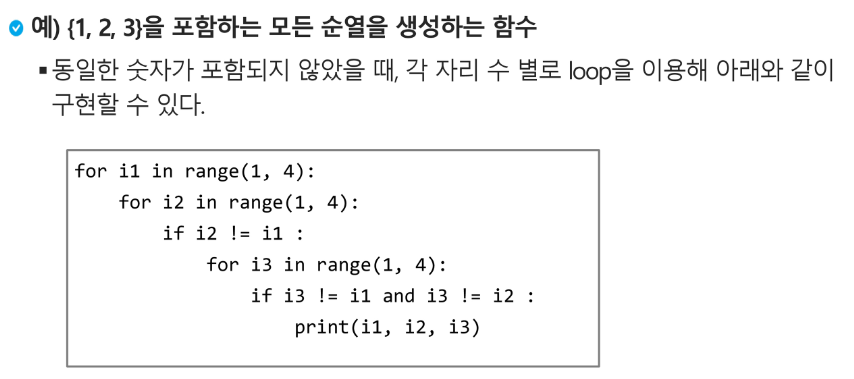 예) {1, 2, 3}을 포함하는 모든 순열을 생성하는 함수
▪동일한 숫자가 포함되지 않았을 때, 각 자리 수 별로 loop을 이용해 아래와 같이
구현할 수 있다.
for i1 in range(1, 4):
    for i2 in range(1, 4):
        if i2 != i1 :
            for i3 in range(1, 4):
                if i3 != i1 and i3 != i2 :
                    print(i1, i2, i3)